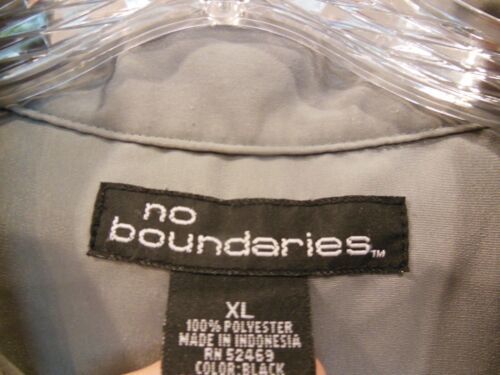 no
boundaries™
XL
100% POLYESTER
MADE IN INDONESIA
RN 52469
COLOR: BLACK